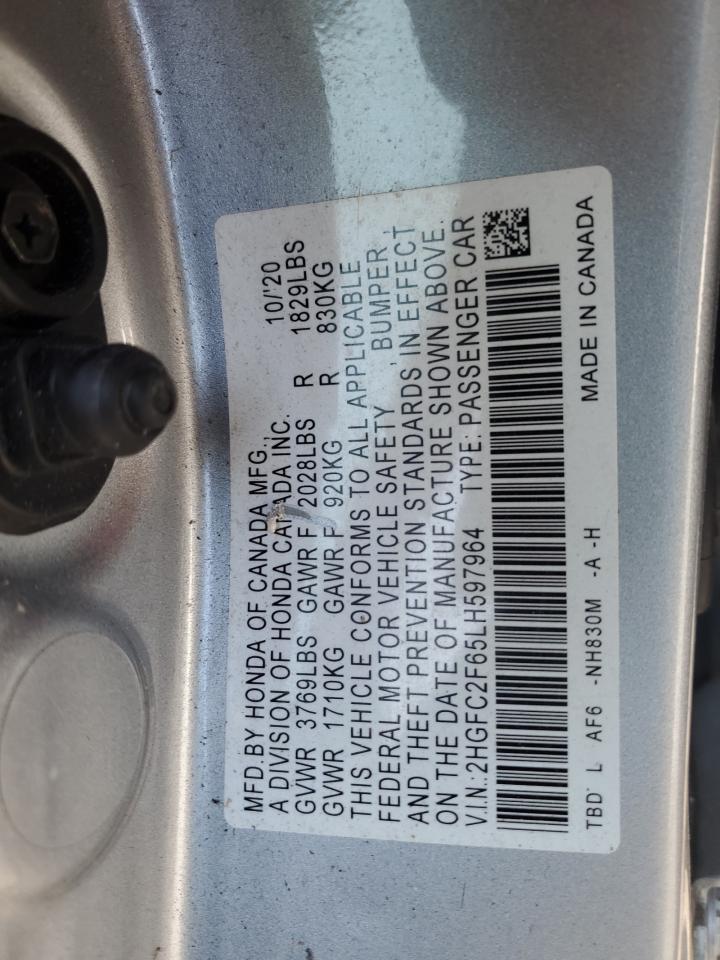 MFD.BY HONDA OF CANADA MFG., 10/'20
A DIVISION OF HONDA CANADA INC.
GVWR 3769LBS GAWR F 2028LBS R 1829LBS
GVWR 1710KG GAWR F 920KG R 830KG
THIS VEHICLE CONFORMS TO ALL APPLICABLE
FEDERAL MOTOR VEHICLE SAFETY , BUMPER,
AND THEFT PREVENTION STANDARDS IN EFFECT
ON THE DATE OF MANUFACTURE SHOWN ABOVE.
V.I.N.: 2HGFC2F65LH597964 TYPE: PASSENGER CAR
TBD' L AF6 -NH830M -A -H MADE IN CANADA